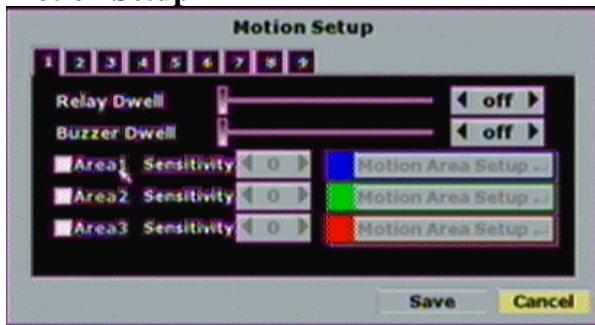 Motion Setup
1 2 3 4 5 6 7 8 9
Relay Dwell off
Buzzer Dwell off
Area1 Sensitivity 0 Motion Area Setup
Area2 Sensitivity 0 Motion Area Setup
Area3 Sensitivity 0 Motion Area Setup
Save Cancel